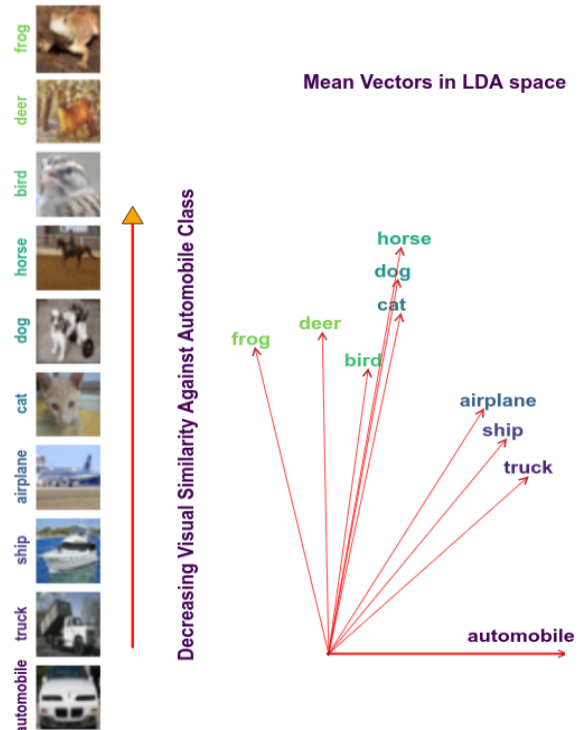 frog
deer
bird
horse
dog
cat
airplane
ship
truck
automobile
Decreasing Visual Similarity Against Automobile Class
Mean Vectors in LDA space
horse
dog
cat
deer
frog
bird
airplane
ship
truck
automobile